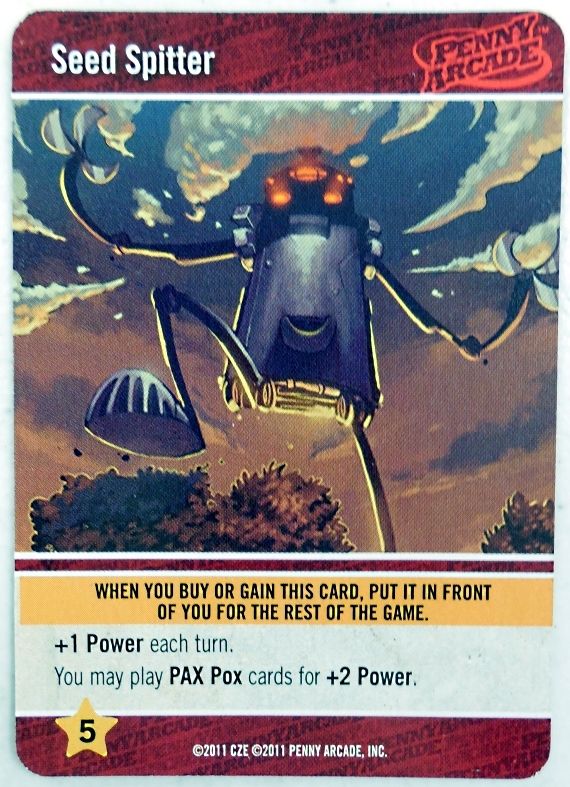 Seed Spitter
PENNY
ARCADE™
WHEN YOU BUY OR GAIN THIS CARD, PUT IT IN FRONT
OF YOU FOR THE REST OF THE GAME.
+1 Power each turn.
You may play PAX Pox cards for +2 Power.
5
©2011 CZE ©2011 PENNY ARCADE, INC.